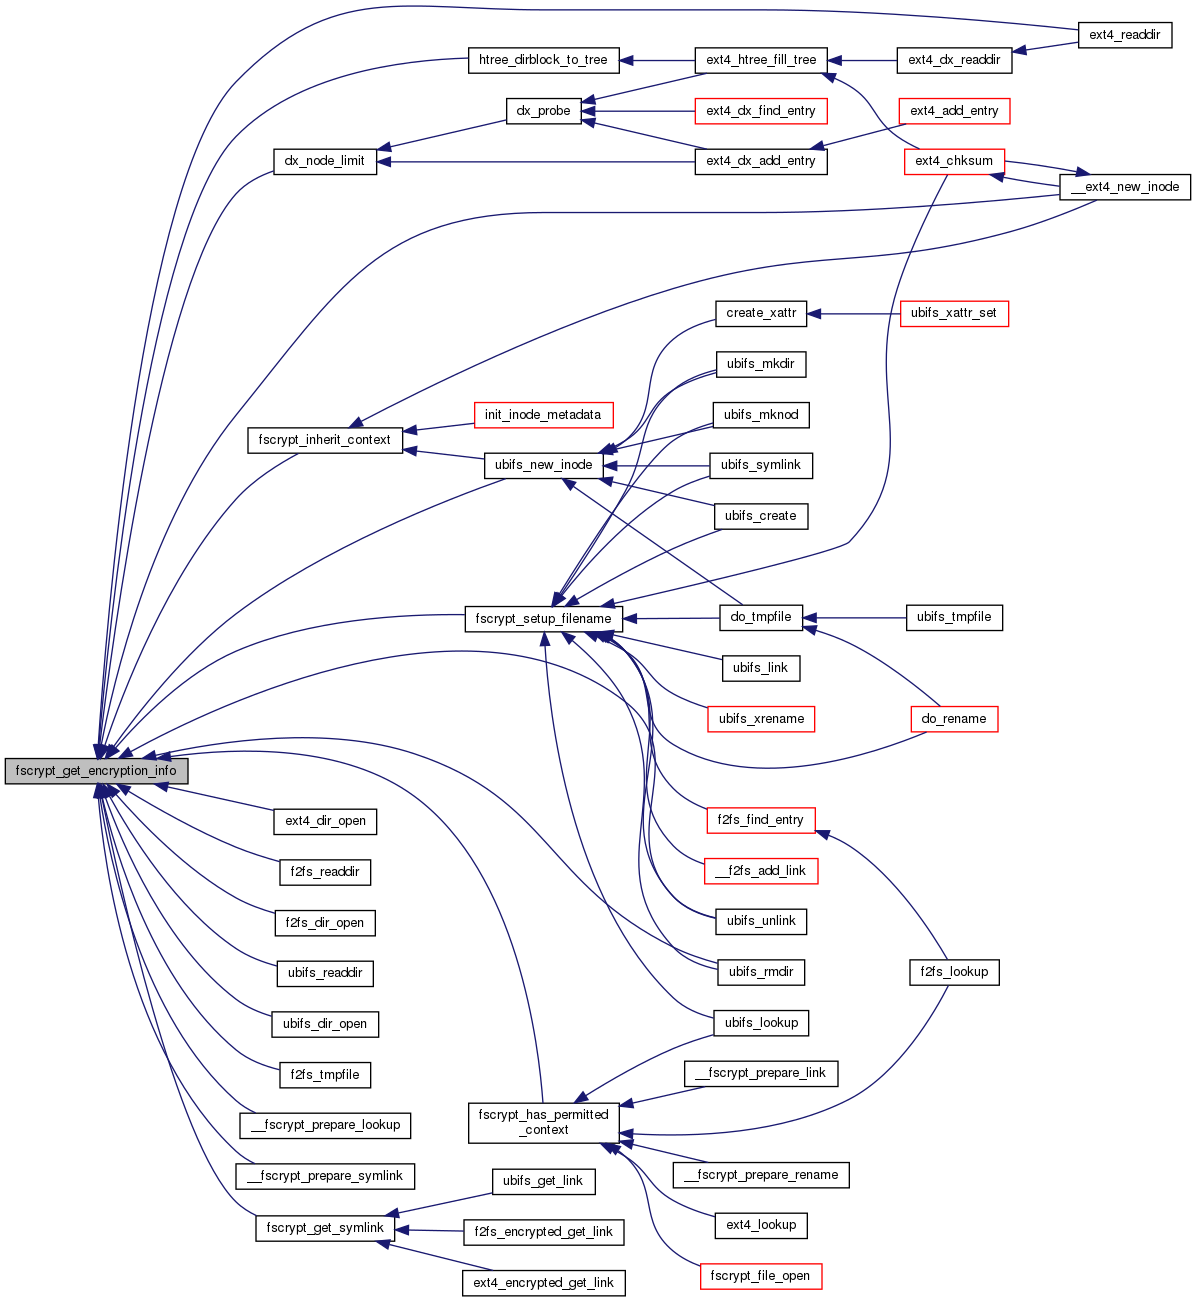 ext4_readdir
htree_dirblock_to_tree
ext4_htree_fill_tree
ext4_dx_readdir
dx_probe
ext4_dx_find_entry
ext4_add_entry
dx_node_limit
ext4_dx_add_entry
ext4_chksum
__ext4_new_inode
create_xattr
ubifs_xattr_set
ubifs_mkdir
init_inode_metadata
ubifs_mknod
fscrypt_inherit_context
ubifs_new_inode
ubifs_symlink
ubifs_create
fscrypt_setup_filename
do_tmpfile
ubifs_tmpfile
ubifs_link
ubifs_xrename
do_rename
fscrypt_get_encryption_info
ext4_dir_open
f2fs_find_entry
f2fs_readdir
__f2fs_add_link
f2fs_dir_open
ubifs_unlink
ubifs_readdir
ubifs_rmdir
f2fs_lookup
ubifs_dir_open
ubifs_lookup
f2fs_tmpfile
__fscrypt_prepare_link
__fscrypt_prepare_lookup
fscrypt_has_permitted
_context
__fscrypt_prepare_symlink
__fscrypt_prepare_rename
ubifs_get_link
fscrypt_get_symlink
f2fs_encrypted_get_link
ext4_lookup
ext4_encrypted_get_link
fscrypt_file_open